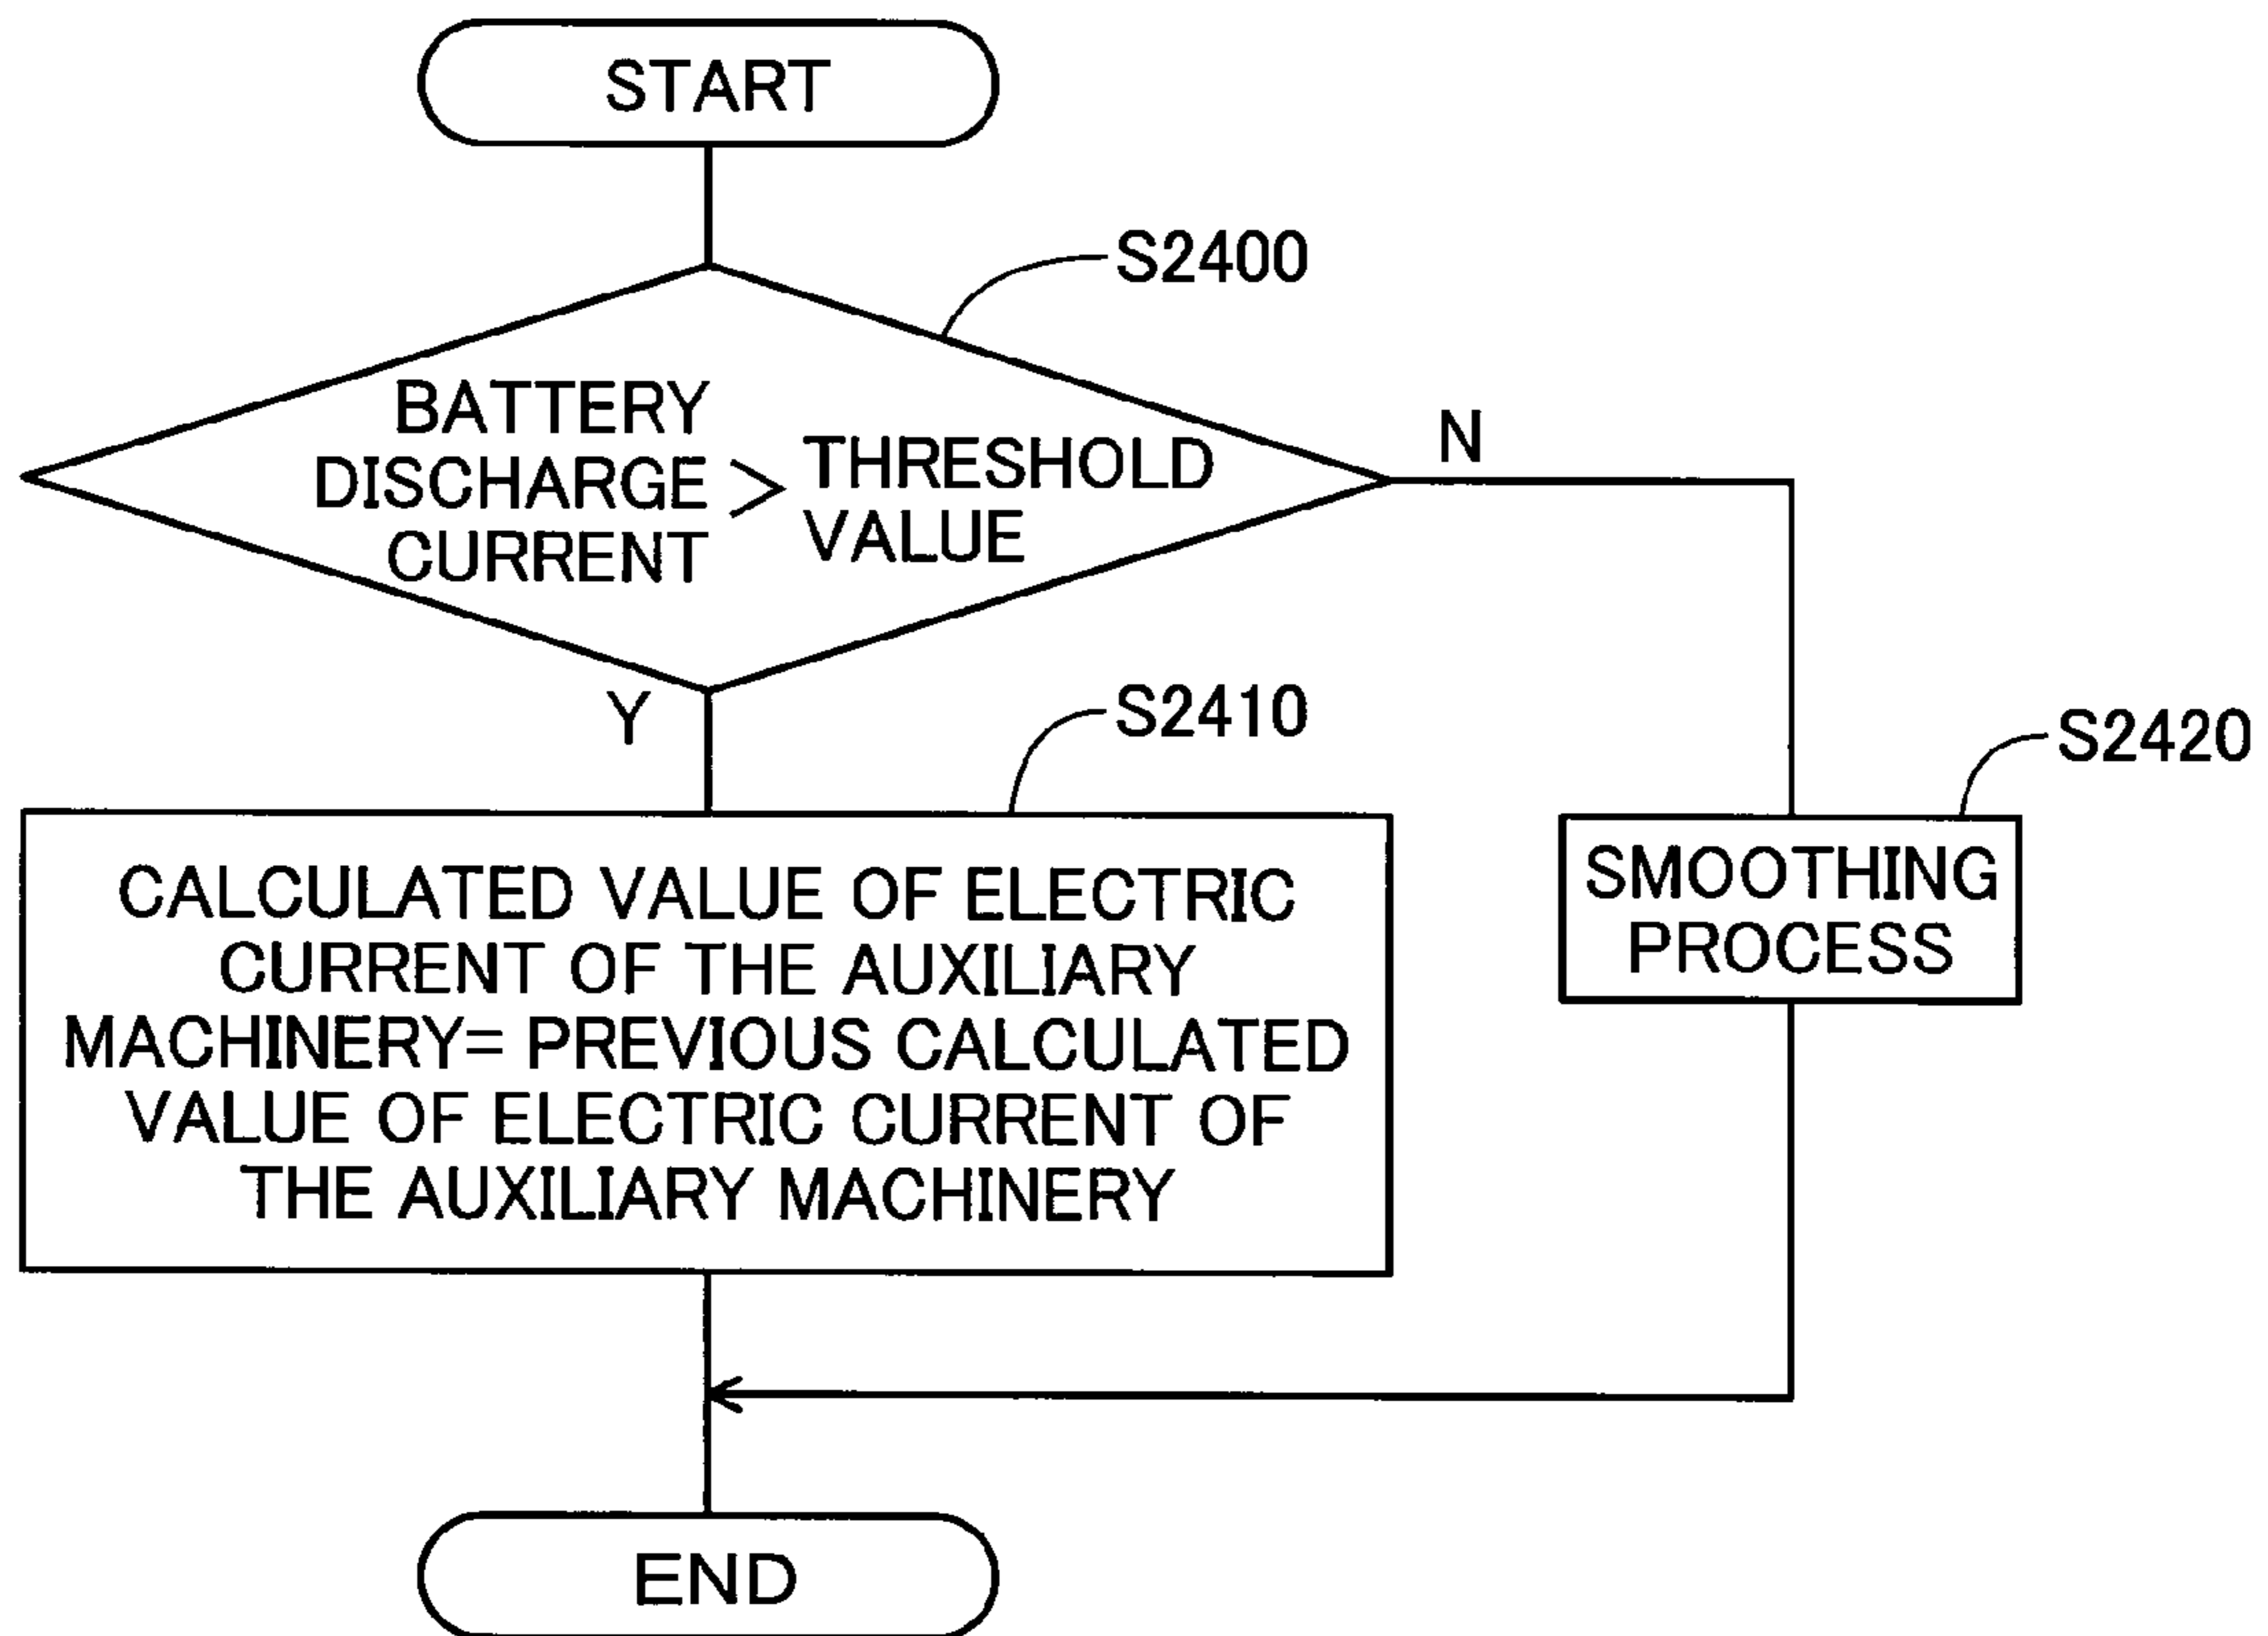 START
S2400
BATTERY
DISCHARGE
CURRENT
>
THRESHOLD
VALUE
N
Y
S2410
S2420
CALCULATED VALUE OF ELECTRIC
CURRENT OF THE AUXILIARY
MACHINERY= PREVIOUS CALCULATED
VALUE OF ELECTRIC CURRENT OF
THE AUXILIARY MACHINERY
SMOOTHING
PROCESS
END